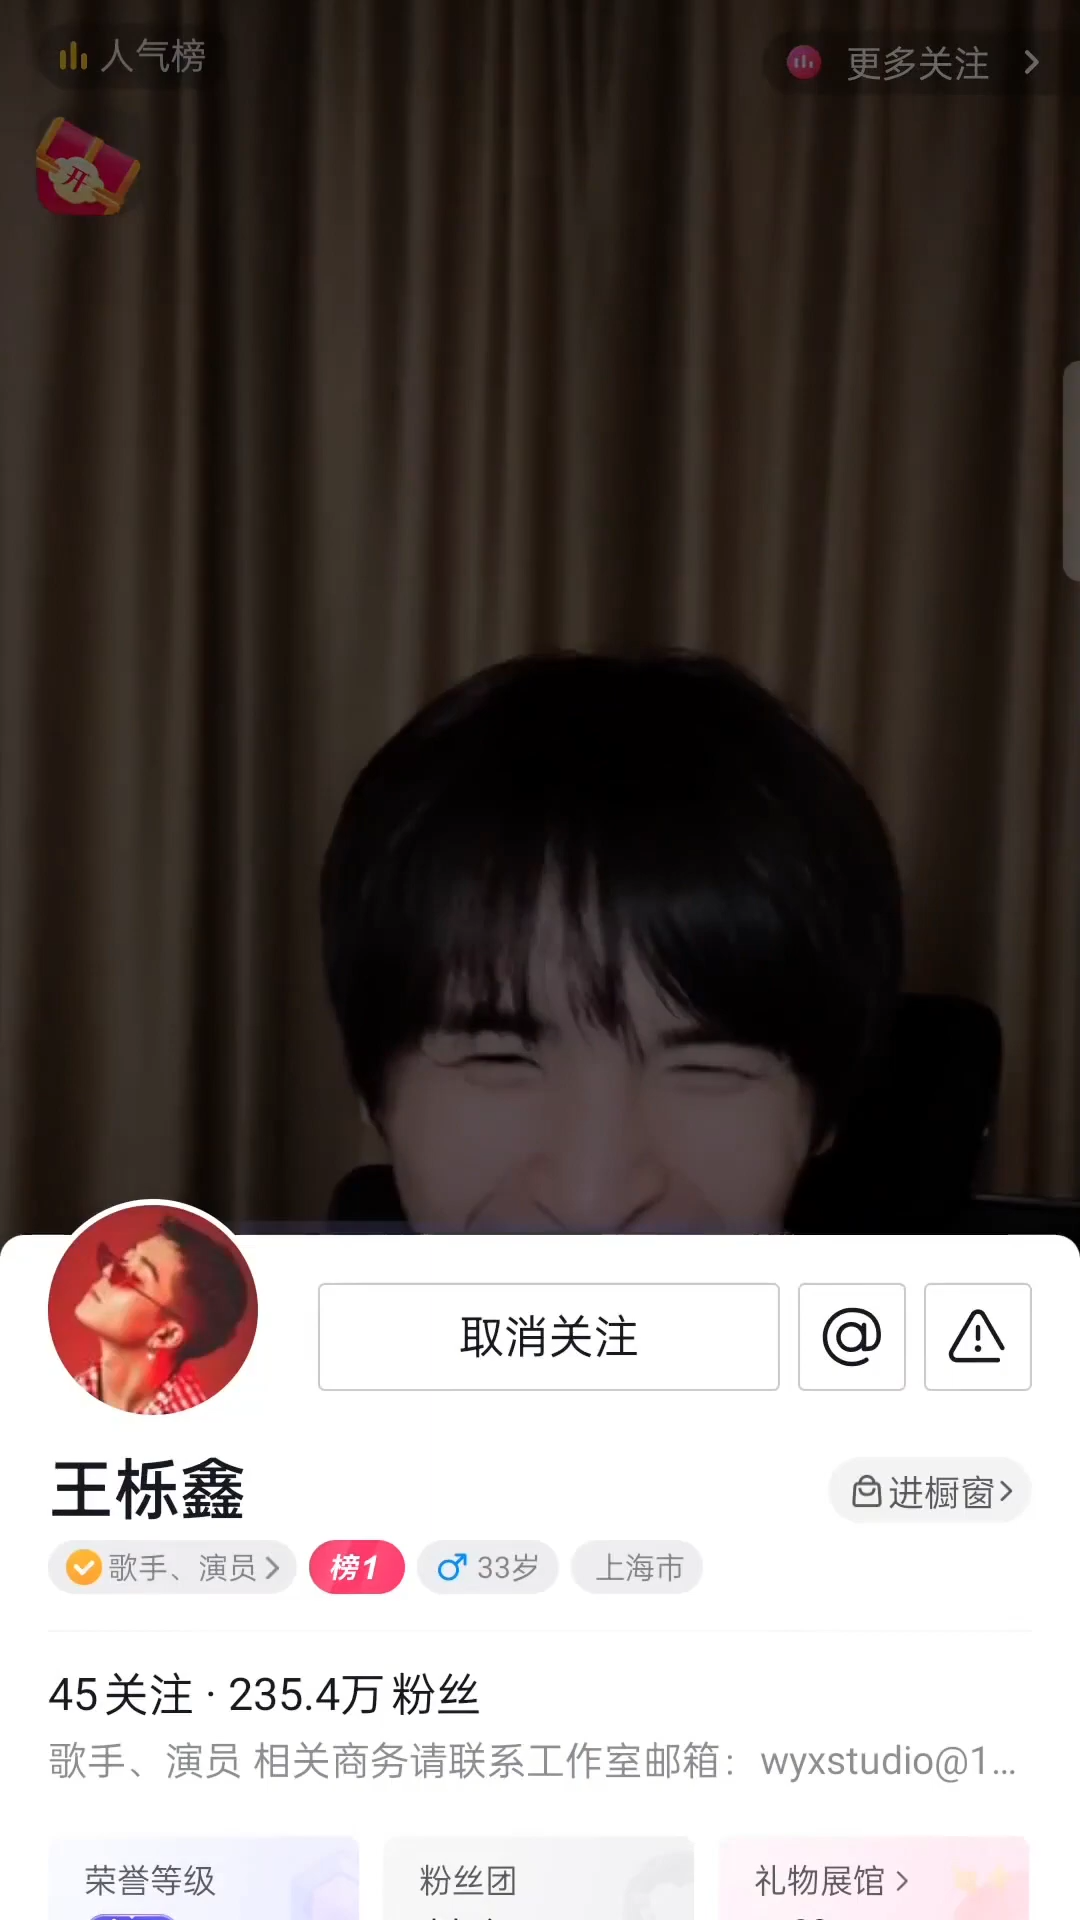 人气榜
更多关注
开
取消关注
王栎鑫
进橱窗
歌手、演员
榜1
33岁
上海市
45关注 · 235.4万粉丝
歌手、演员 相关商务请联系工作室邮箱：wyxstudio@1...
荣誉等级
粉丝团
礼物展馆